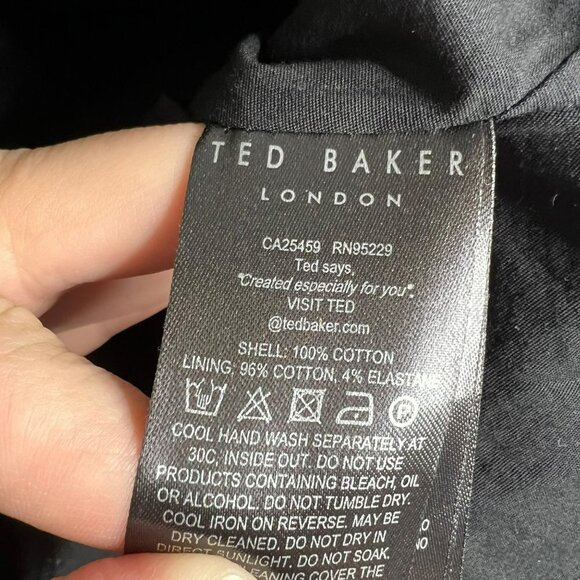 TED BAKER
LONDON
CA25459 RN95229
Ted says,
"Created especially for you".
VISIT TED
@tedbaker.com
SHELL: 100% COTTON
LINING: 96% COTTON, 4% ELASTANE
P
COOL HAND WASH SEPARATELY AT
30C, INSIDE OUT. DO NOT USE
PRODUCTS CONTAINING BLEACH, OIL
OR ALCOHOL. DO NOT TUMBLE DRY.
COOL IRON ON REVERSE. MAY BE
DRY CLEANED. DO NOT DRY IN
DIRECT SUNLIGHT. DO NOT SOAK.
CLEANING COVER THE